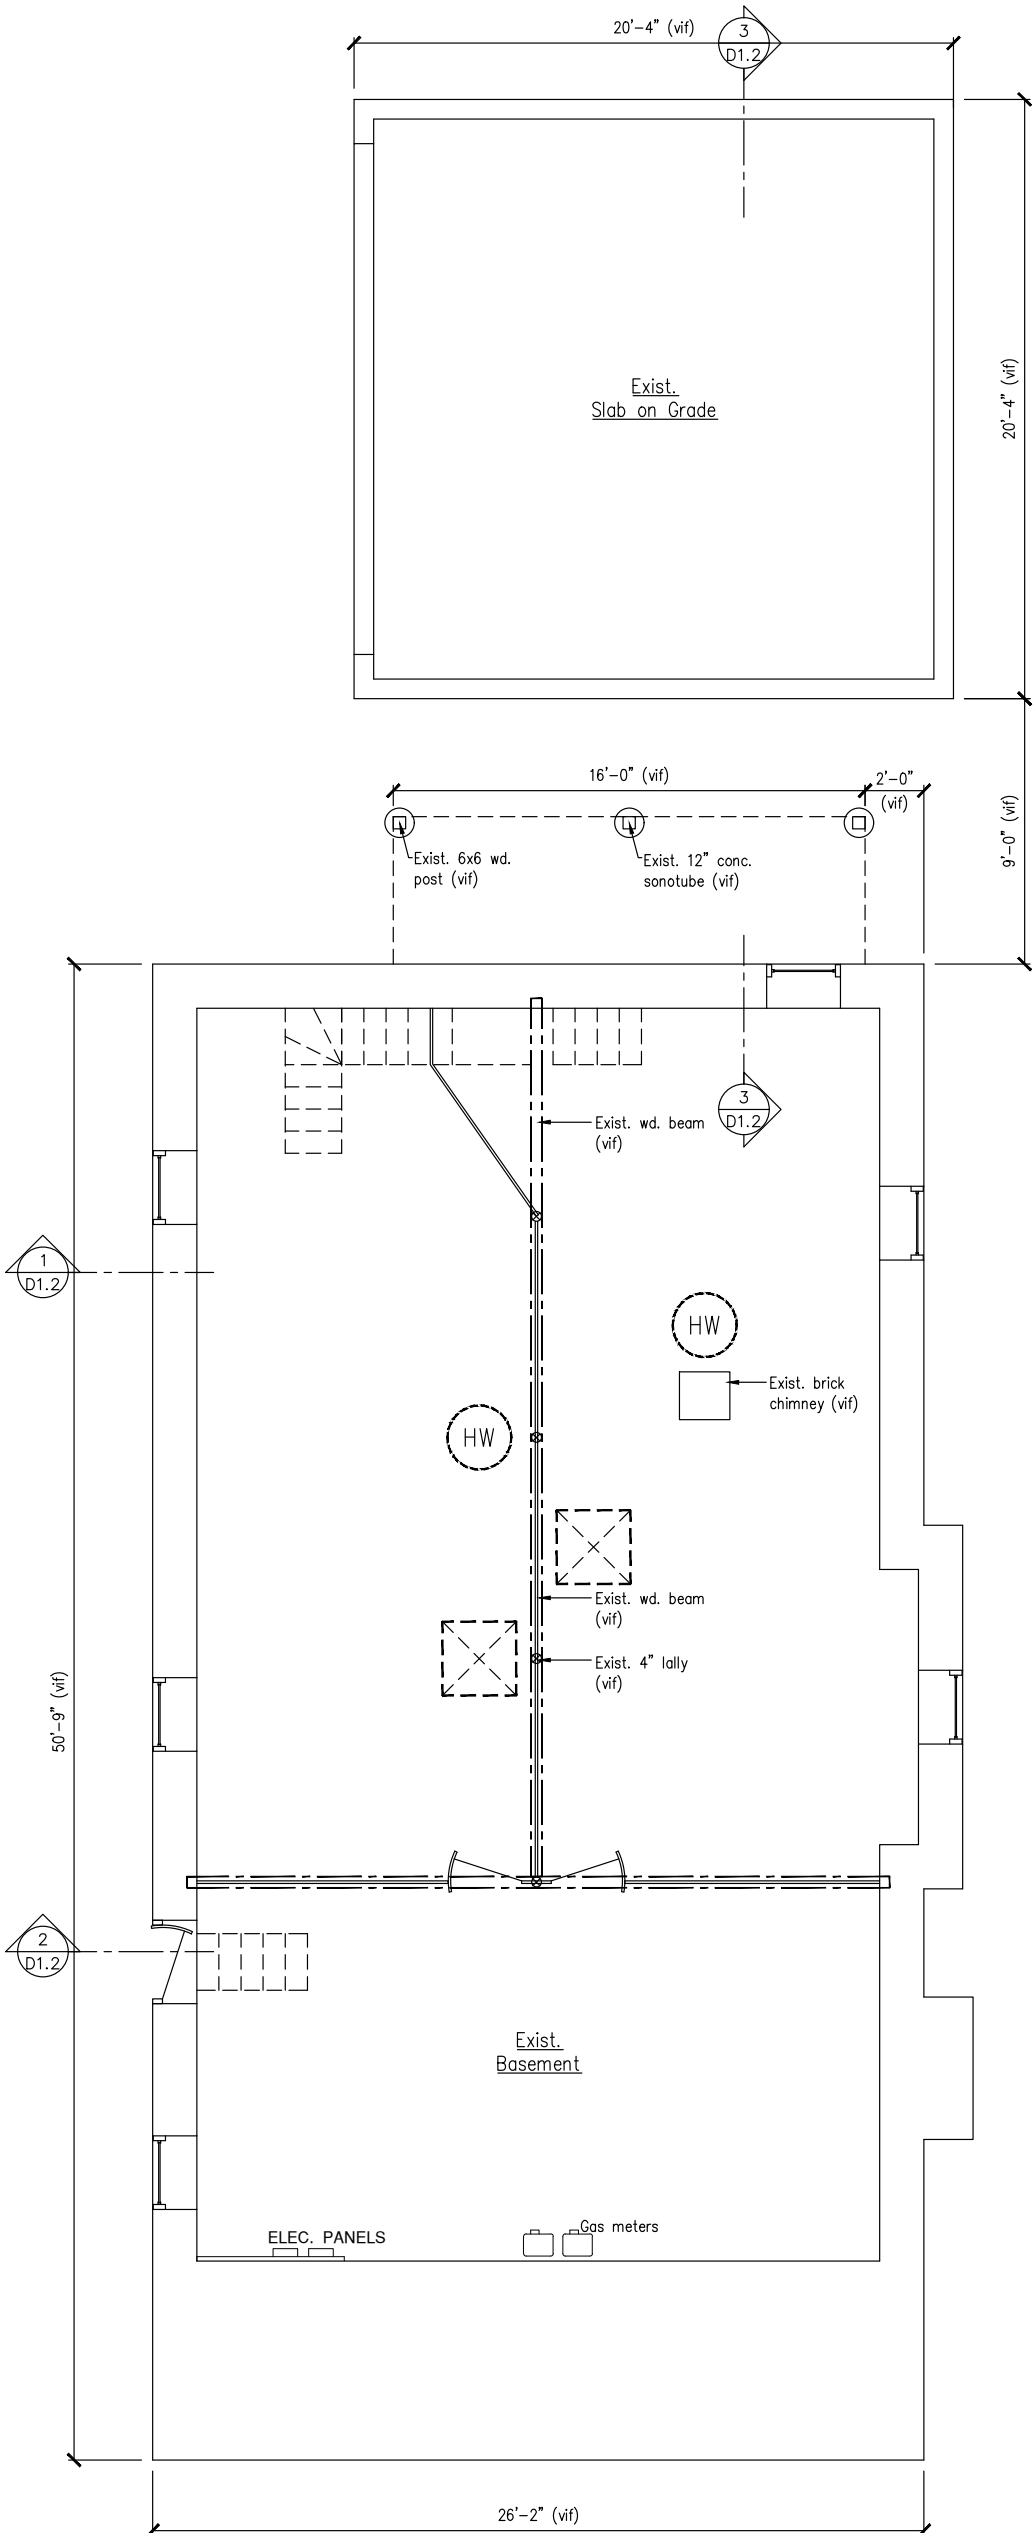 20'-4" (vif)
3
D1.2
Exist.
Slab on Grade
20'-4" (vif)
16'-0" (vif)
2'-0"
(vif)
9'-0" (vif)
Exist. 6x6 wd.
post (vif)
Exist. 12" conc.
sonotube (vif)
Exist. wd. beam
(vif)
3
D1.2
1
D1.2
HW
Exist. brick
chimney (vif)
HW
Exist. wd. beam
(vif)
Exist. 4" lally
(vif)
50'-9" (vif)
2
D1.2
Exist.
Basement
ELEC. PANELS
Gas meters
26'-2" (vif)